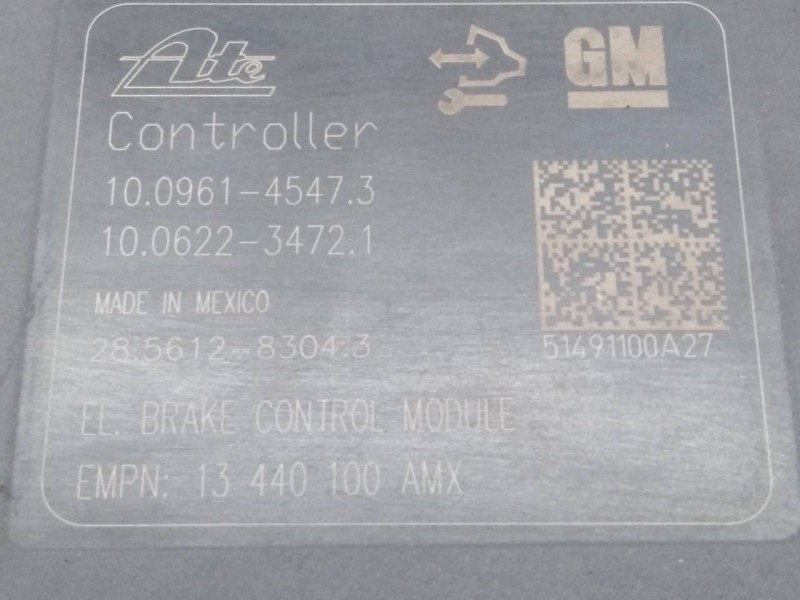 Ate
GM
Controller
10.0961-4547.3
10.0622-3472.1
MADE IN MEXICO
28.5612-8304.3
51491100A27
EL. BRAKE CONTROL MODULE
EMPN: 13 440 100 AMX